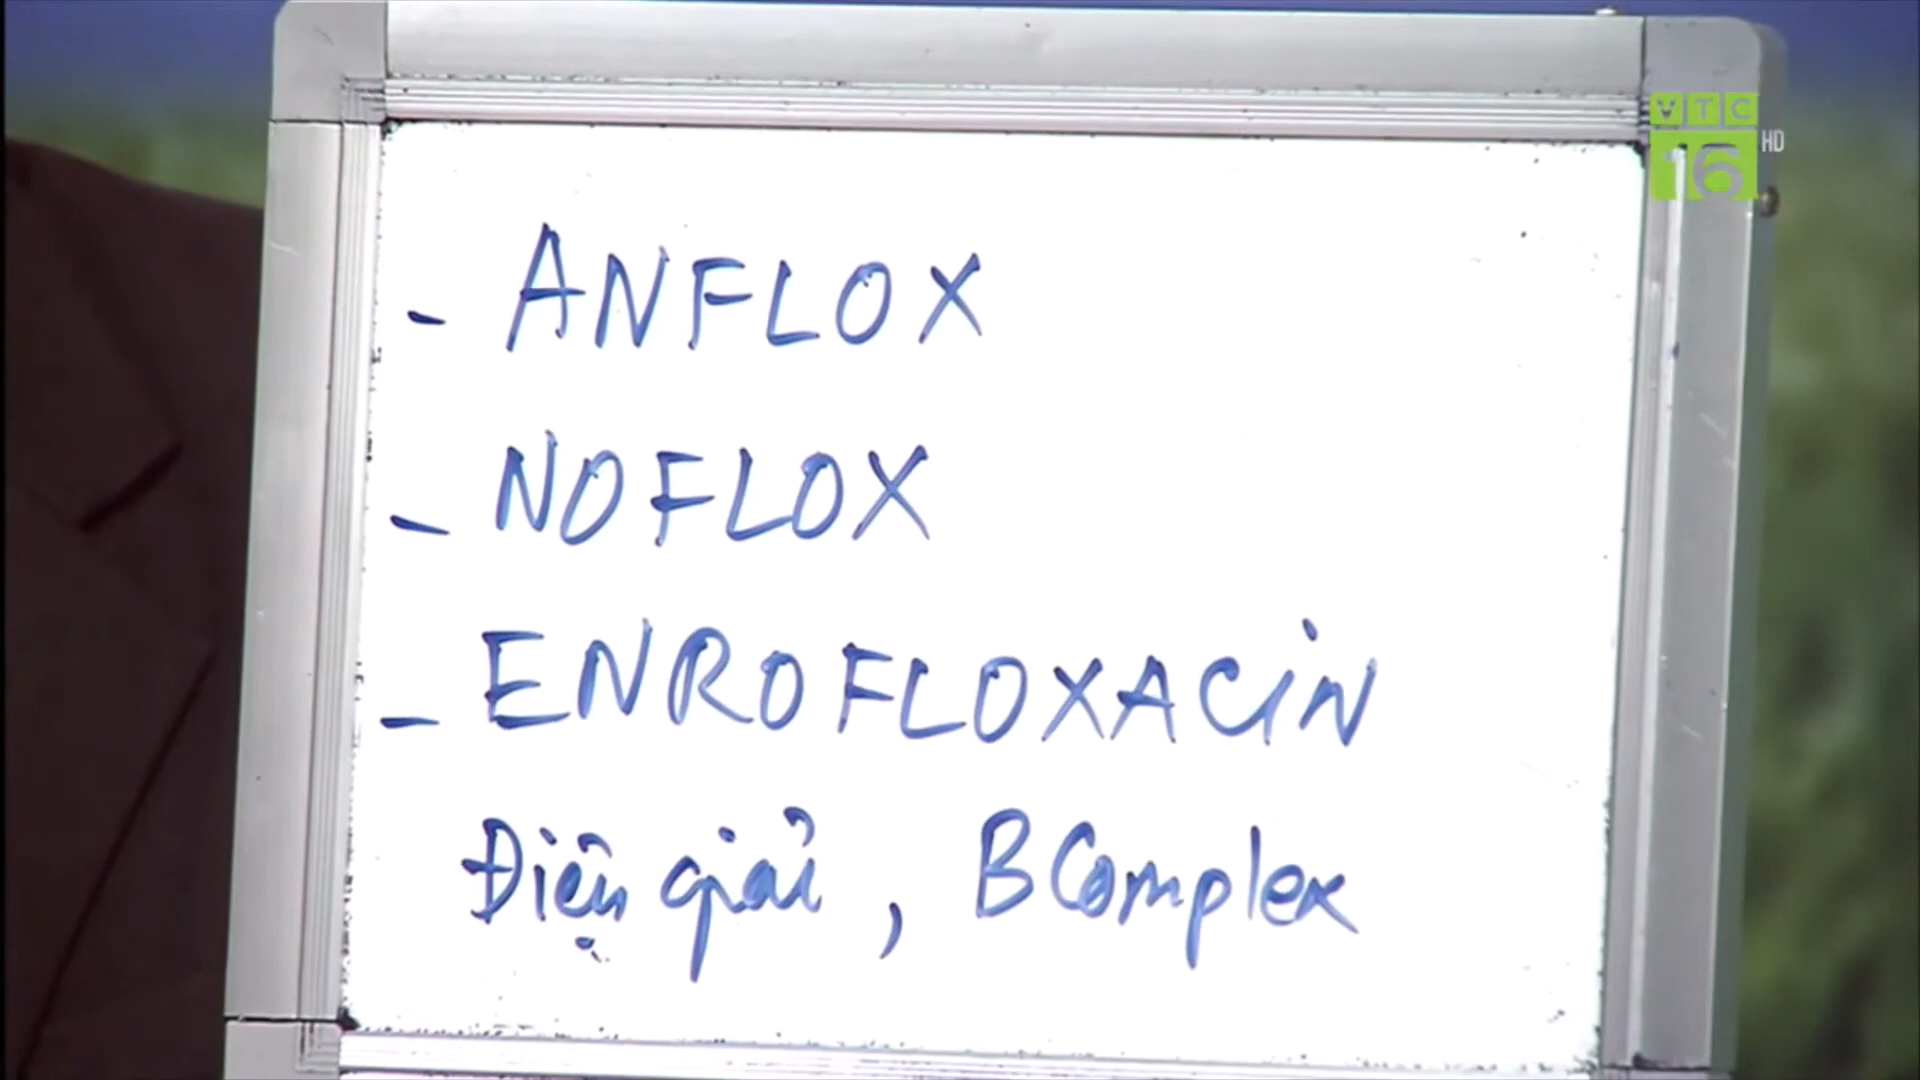 VTC
16 HD
- ANFLOX
- NOFLOX
- ENROFLOXACiN
Điện giải, BComplex